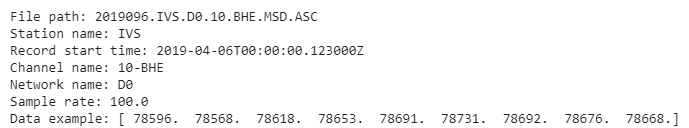 File path: 2019096.IVS.D0.10.BHE.MSD.ASC
Station name: IVS
Record start time: 2019-04-06T00:00:00.123000Z
Channel name: 10-BHE
Network name: D0
Sample rate: 100.0
Data example: [ 78596.  78568.  78618.  78653.  78691.  78731.  78692.  78676.  78668.]